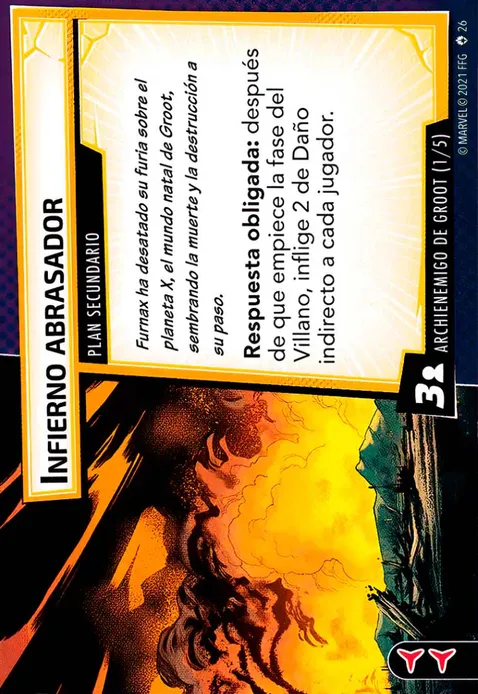 INFIERNO ABRASADOR
PLAN SECUNDARIO
Furnax ha desatado su furia sobre el
planeta X, el mundo natal de Groot,
sembrando la muerte y la destrucción a
su paso.
Respuesta obligada: después
de que empiece la fase del
Villano, inflige 2 de Daño
indirecto a cada jugador.
3
ARCHIENEMIGO DE GROOT (1/5)
© MARVEL © 2021 FFG 26